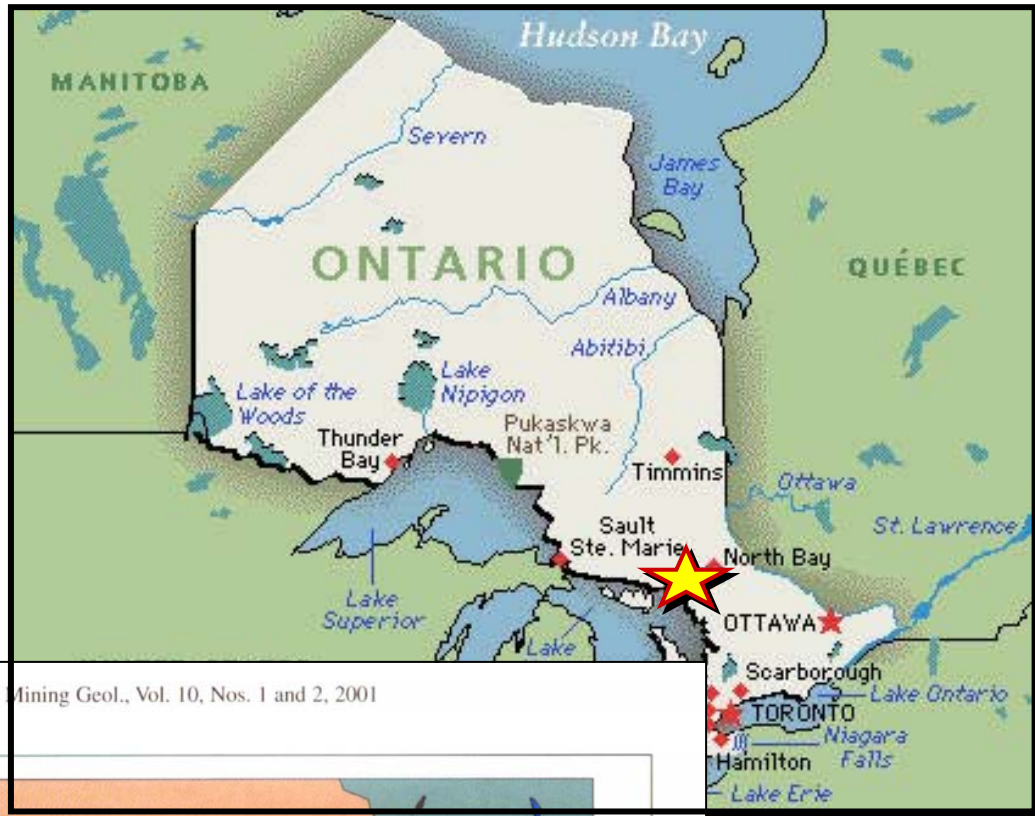 Hudson Bay
MANITOBA
Severn
James
Bay
ONTARIO
QUÉBEC
Albany
Abitibi
Lake
Nipigon
Lake of the
Woods
Pukaskwa
Nat'l. Pk.
Thunder
Bay
Timmins
Ottawa
Sault
Ste. Marie
St. Lawrence
North Bay
Lake
Superior
OTTAWA
Lake
Scarborough
Mining Geol., Vol. 10, Nos. 1 and 2, 2001
Lake Ontario
TORONTO
Niagara
Falls
Hamilton
Lake Erie